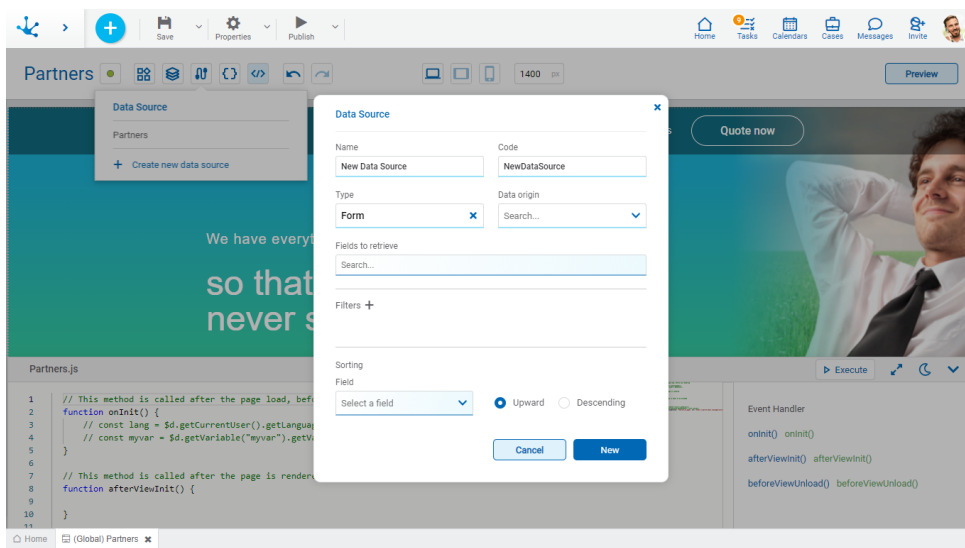 Save
Properties
Publish
Home
9
Tasks
Calendars
Cases
Messages
Invite
Partners
1400 px
Preview
Data Source
Partners
+ Create new data source
Quote now
We have everyt
so that
never s
Data Source
Name
Code
New Data Source
NewDataSource
Type
Data origin
Form
Search...
Fields to retrieve
Search...
Filters +
Sorting
Field
Select a field
Upward
Descending
Cancel
New
Partners.js
Execute
1 // This method is called after the page load, bef
2 function onInit() {
3 // const lang = $d.getCurrentUser().getLanguag
4 // const myvar = $d.getVariable("myvar").getVa
5 }
6
7 // This method is called after the page is render
8 function afterViewInit() {
9
10 }
11
Event Handler
onInit() onInit()
afterViewInit() afterViewInit()
beforeViewUnload() beforeViewUnload()
Home
(Global) Partners